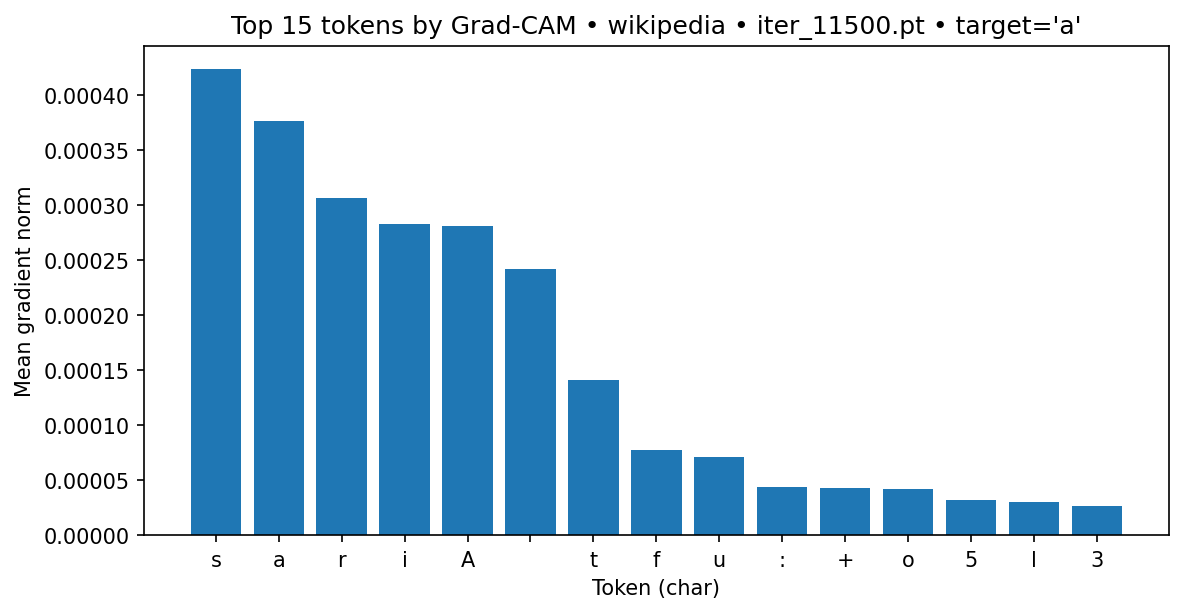 Top 15 tokens by Grad-CAM • wikipedia • iter_11500.pt • target='a'
Mean gradient norm
0.00040
0.00035
0.00030
0.00025
0.00020
0.00015
0.00010
0.00005
0.00000
s a r i A t f u : + o 5 l 3
Token (char)